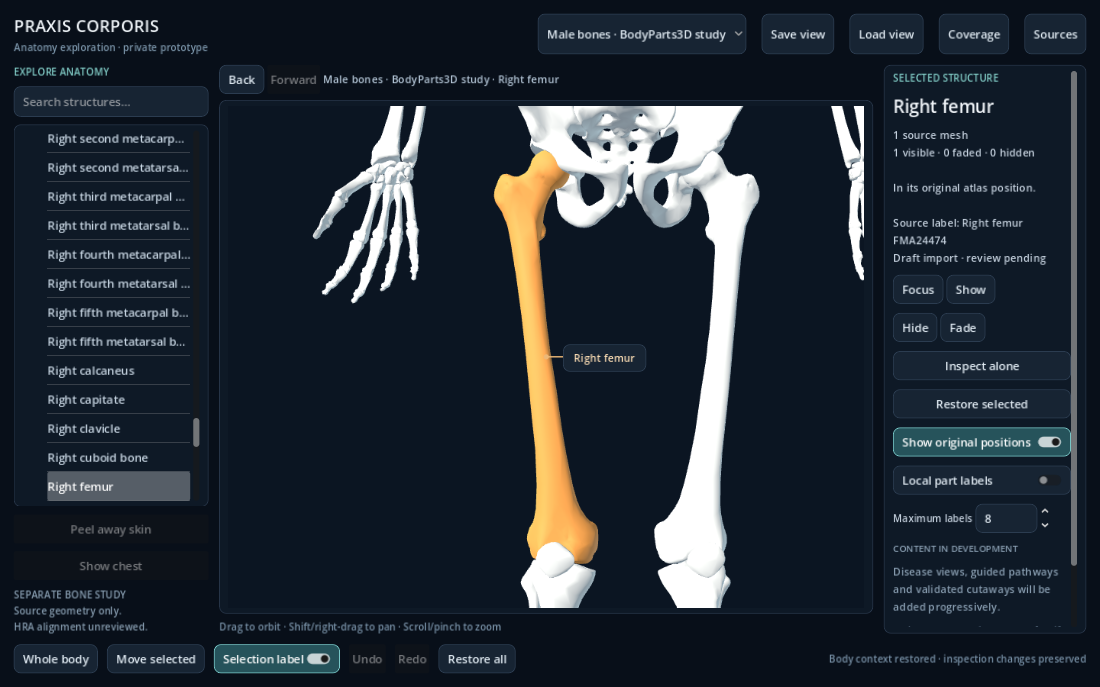 PRAXIS CORPORIS
Anatomy exploration · private prototype
Male bones · BodyParts3D study
Save view
Load view
Coverage
Sources
EXPLORE ANATOMY
Search structures...
Right second metacarp...
Right second metatarsa...
Right third metacarpal ...
Right third metatarsal b...
Right fourth metacarpal...
Right fourth metatarsal ...
Right fifth metacarpal b...
Right fifth metatarsal b...
Right calcaneus
Right capitate
Right clavicle
Right cuboid bone
Right femur
Peel away skin
Show chest
SEPARATE BONE STUDY
Source geometry only.
HRA alignment unreviewed.
Back
Forward
Male bones · BodyParts3D study · Right femur
Right femur
Drag to orbit · Shift/right-drag to pan · Scroll/pinch to zoom
SELECTED STRUCTURE
Right femur
1 source mesh
1 visible · 0 faded · 0 hidden
In its original atlas position.
Source label: Right femur
FMA24474
Draft import · review pending
Focus
Show
Hide
Fade
Inspect alone
Restore selected
Show original positions
Local part labels
Maximum labels 8
CONTENT IN DEVELOPMENT
Disease views, guided pathways
and validated cutaways will be
added progressively.
Whole body
Move selected
Selection label
Undo
Redo
Restore all
Body context restored · inspection changes preserved